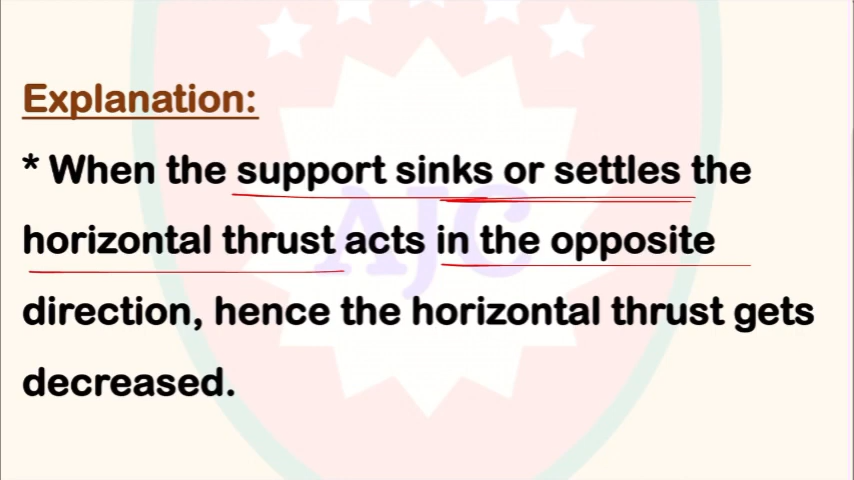 Explanation:
* When the support sinks or settles the
horizontal thrust acts in the opposite
direction, hence the horizontal thrust gets
decreased.
AJC